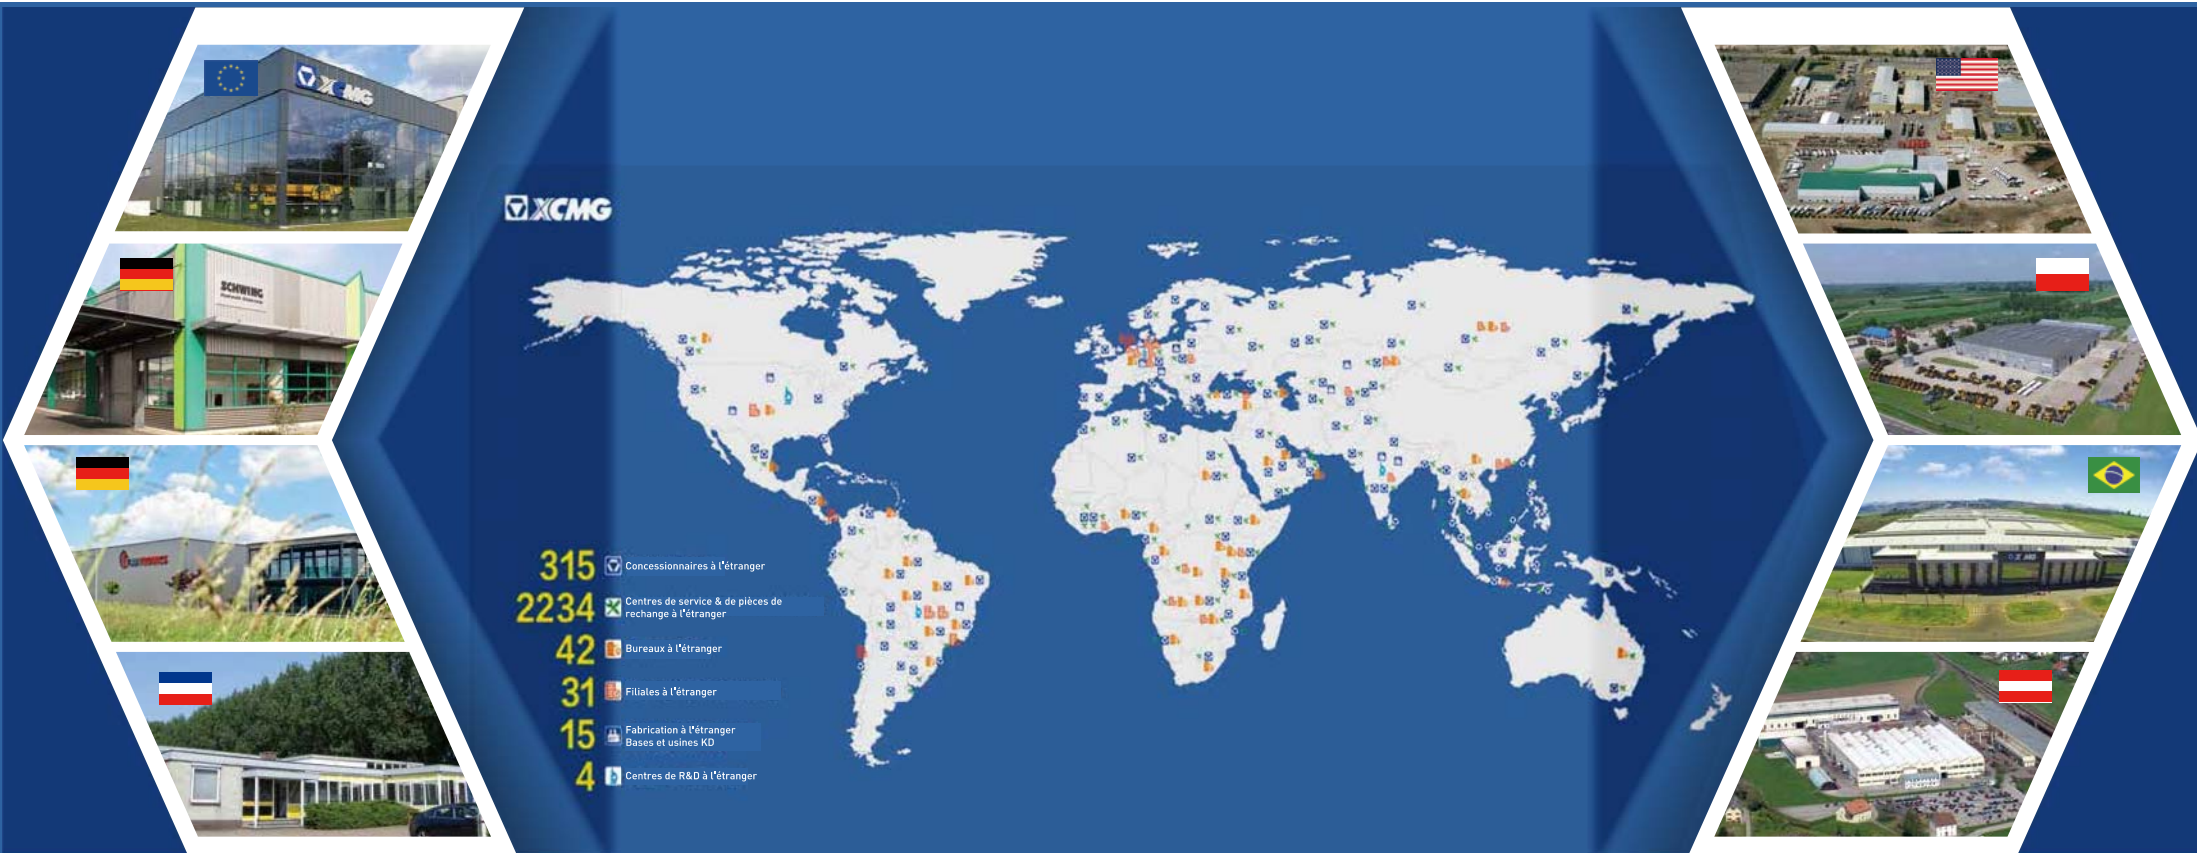 XCMG
SCHWING
XCMG
315 Concessionnaires à l'étranger
2234 Centres de service & de pièces de
rechange à l'étranger
42 Bureaux à l'étranger
31 Filiales à l'étranger
15 Fabrication à l'étranger
Bases et usines KD
4 Centres de R&D à l'étranger